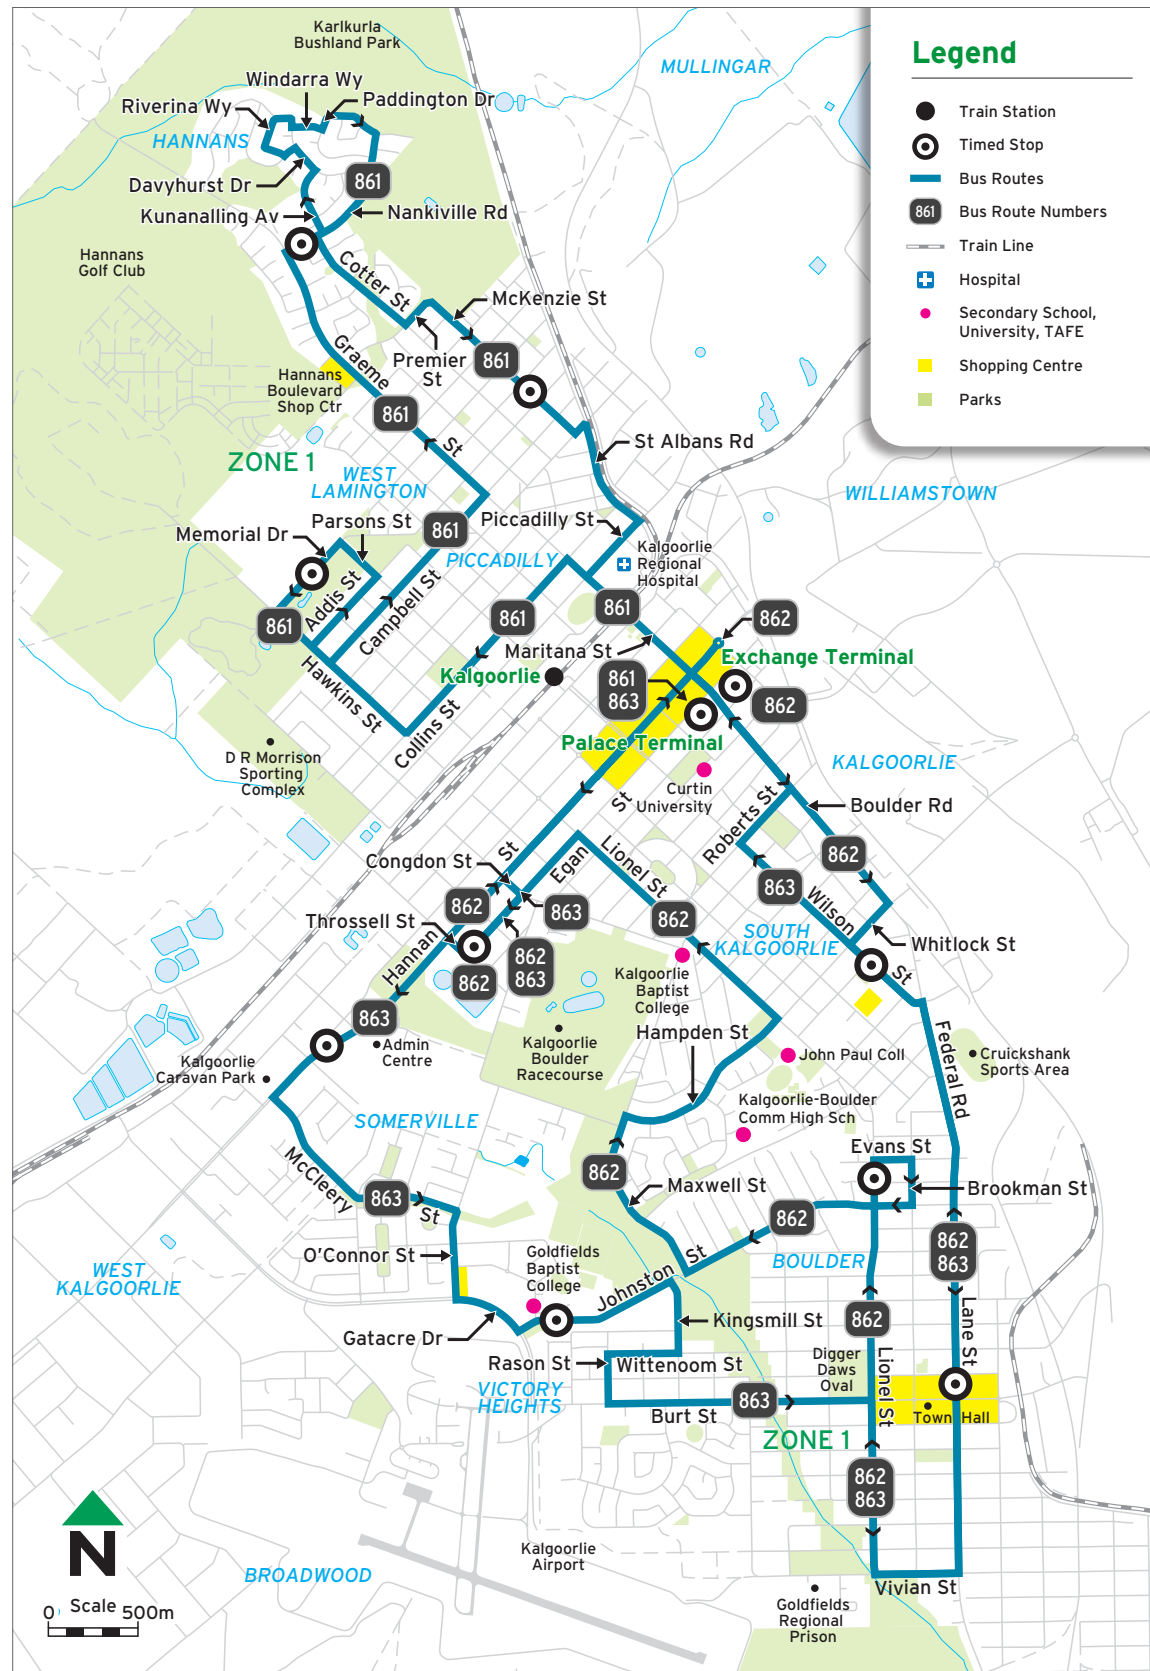 Karlkurla
Bushland Park
MULLINGAR
Legend
Train Station
Timed Stop
Bus Routes
861
Bus Route Numbers
Train Line
Hospital
Secondary School,
University, TAFE
Shopping Centre
Parks
Windarra Wy
Riverina Wy
Paddington Dr
HANNANS
861
Davyhurst Dr
Kunanalling Av
Nankiville Rd
Hannans
Golf Club
Cotter St
McKenzie St
Graeme
Premier
St
861
Hannans
Boulevard
Shop Ctr
861
St
St Albans Rd
ZONE 1
WEST
LAMINGTON
WILLIAMSTOWN
Memorial Dr
Parsons St
861
Piccadilly St
PICCADILLY
Kalgoorlie
Regional
Hospital
Addis St
Campbell St
861
861
861
862
Maritana St
Exchange Terminal
Hawkins St
Kalgoorlie
861
863
862
Collins St
Palace Terminal
D R Morrison
Sporting
Complex
KALGOORLIE
Curtin
University
St
Roberts St
Boulder Rd
Congdon St
St
Egan
Lionel St
862
863
Wilson
862
863
862
Throssell St
SOUTH
KALGOORLIE
Whitlock St
Hannan
862
862
863
St
Kalgoorlie
Baptist
College
863
Hampden St
Federal Rd
Admin
Centre
Kalgoorlie
Boulder
Racecourse
John Paul Coll
Cruickshank
Sports Area
Kalgoorlie
Caravan Park
Kalgoorlie-Boulder
Comm High Sch
SOMERVILLE
Evans St
McCleery
862
Maxwell St
Brookman St
863
St
862
O'Connor St
Goldfields
Baptist
College
Johnston St
BOULDER
862
863
WEST
KALGOORLIE
Lane St
Kingsmill St
862
Gatacre Dr
Rason St
Wittenoom St
Digger
Daws
Oval
Lionel St
VICTORY
HEIGHTS
863
Burt St
Town Hall
ZONE 1
862
863
N
Kalgoorlie
Airport
BROADWOOD
Vivian St
0 Scale 500m
Goldfields
Regional
Prison